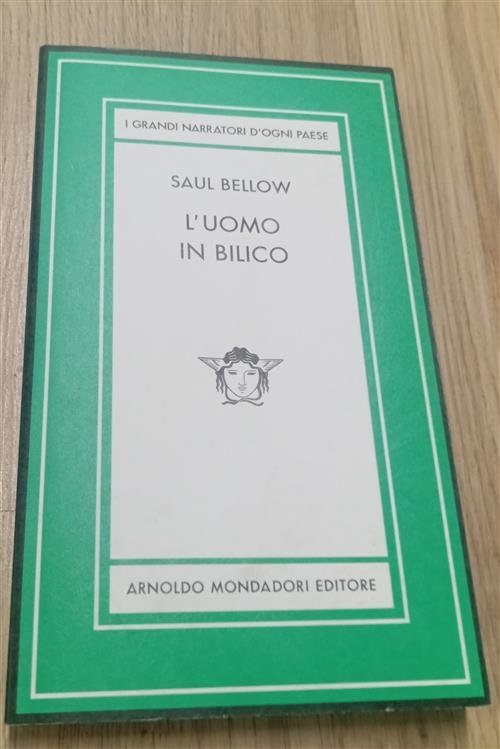 I GRANDI NARRATORI D'OGNI PAESE
SAUL BELLOW
L'UOMO
IN BILICO
ARNOLDO MONDADORI EDITORE